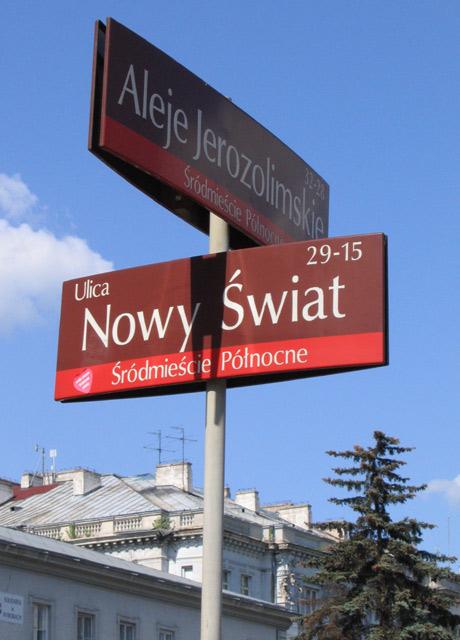 Aleje Jerozolimskie
Śródmieście Północne
29-15
Ulica
Nowy Świat
Śródmieście Północne